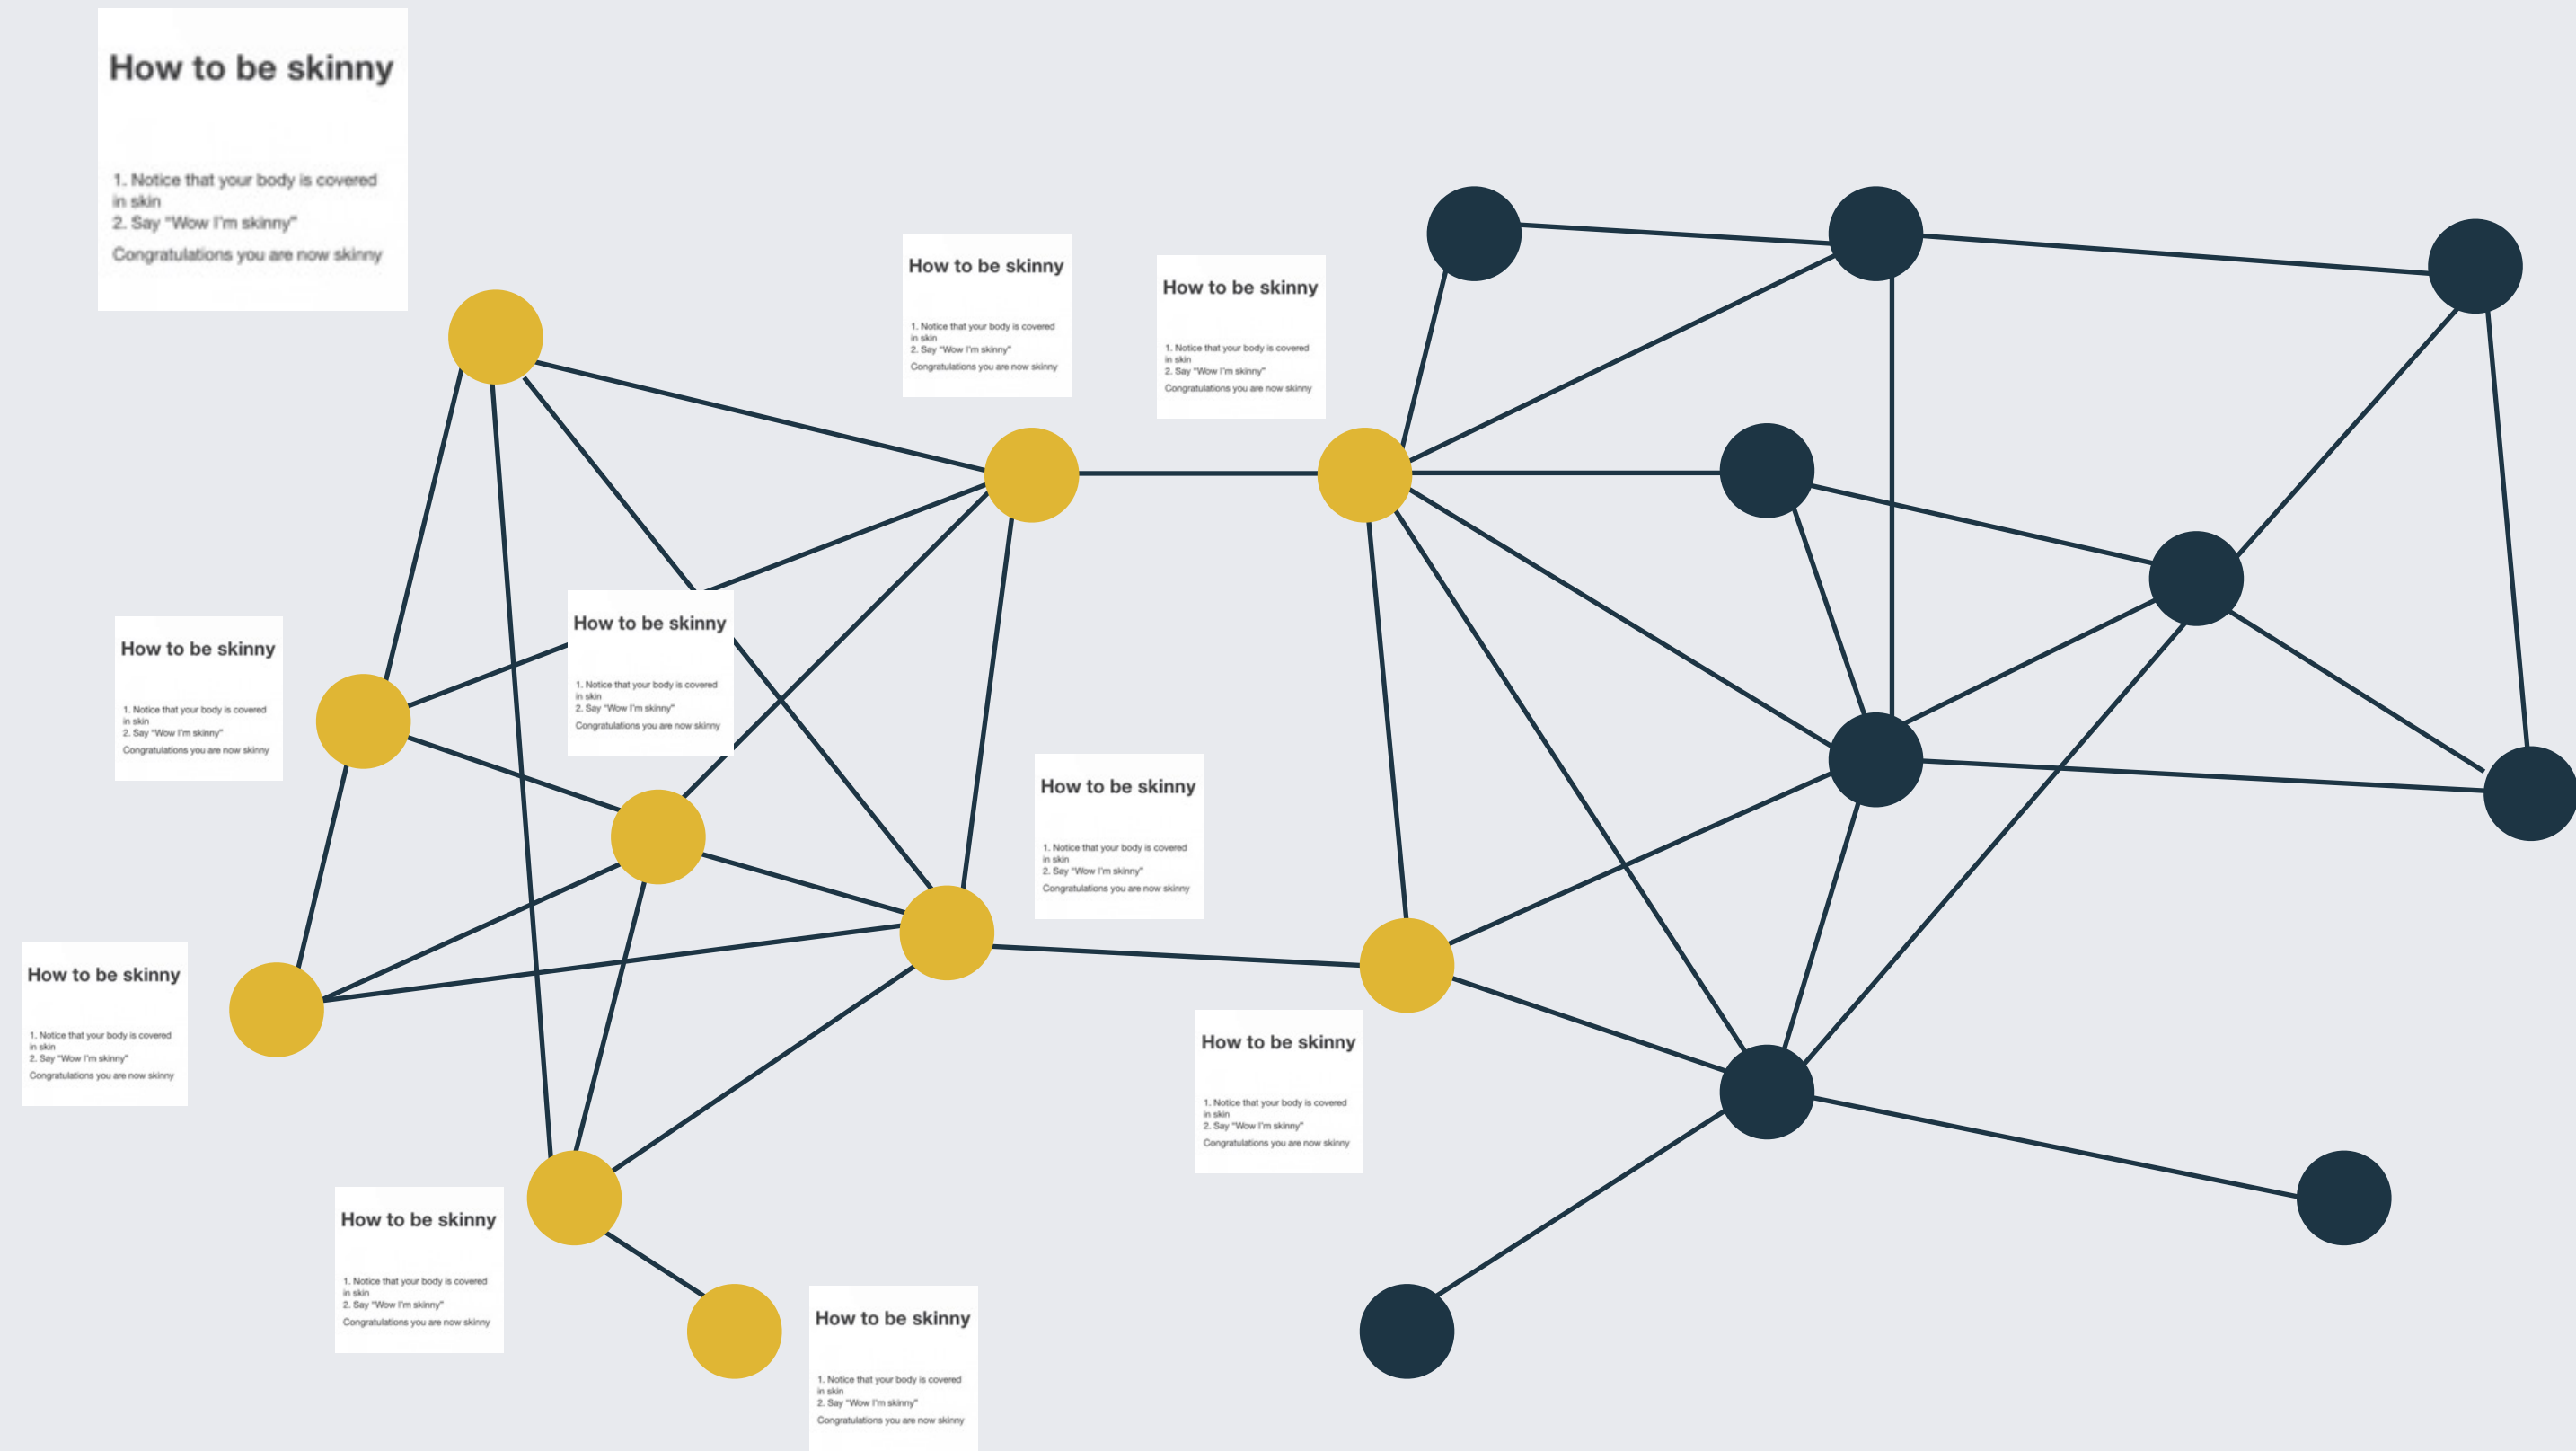 How to be skinny
1. Notice that your body is covered
in skin
2. Say “Wow I’m skinny”
Congratulations you are now skinny
How to be skinny
1. Notice that your body is covered
in skin
2. Say “Wow I’m skinny”
Congratulations you are now skinny
How to be skinny
1. Notice that your body is covered
in skin
2. Say “Wow I’m skinny”
Congratulations you are now skinny
How to be skinny
1. Notice that your body is covered
in skin
2. Say “Wow I’m skinny”
Congratulations you are now skinny
How to be skinny
1. Notice that your body is covered
in skin
2. Say “Wow I’m skinny”
Congratulations you are now skinny
How to be skinny
1. Notice that your body is covered
in skin
2. Say “Wow I’m skinny”
Congratulations you are now skinny
How to be skinny
1. Notice that your body is covered
in skin
2. Say “Wow I’m skinny”
Congratulations you are now skinny
How to be skinny
1. Notice that your body is covered
in skin
2. Say “Wow I’m skinny”
Congratulations you are now skinny
How to be skinny
1. Notice that your body is covered
in skin
2. Say “Wow I’m skinny”
Congratulations you are now skinny
How to be skinny
1. Notice that your body is covered
in skin
2. Say “Wow I’m skinny”
Congratulations you are now skinny